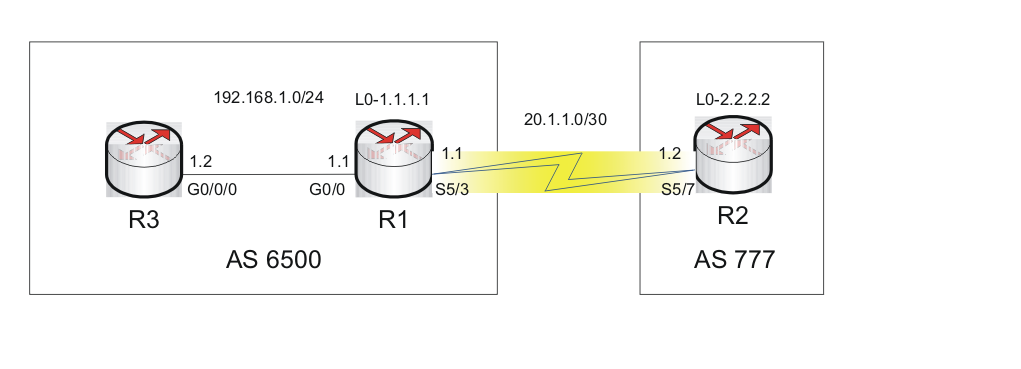 192.168.1.0/24
L0-1.1.1.1
20.1.1.0/30
L0-2.2.2.2
1.2
1.1
1.1
1.2
G0/0/0
G0/0
S5/3
S5/7
R3
R1
R2
AS 6500
AS 777